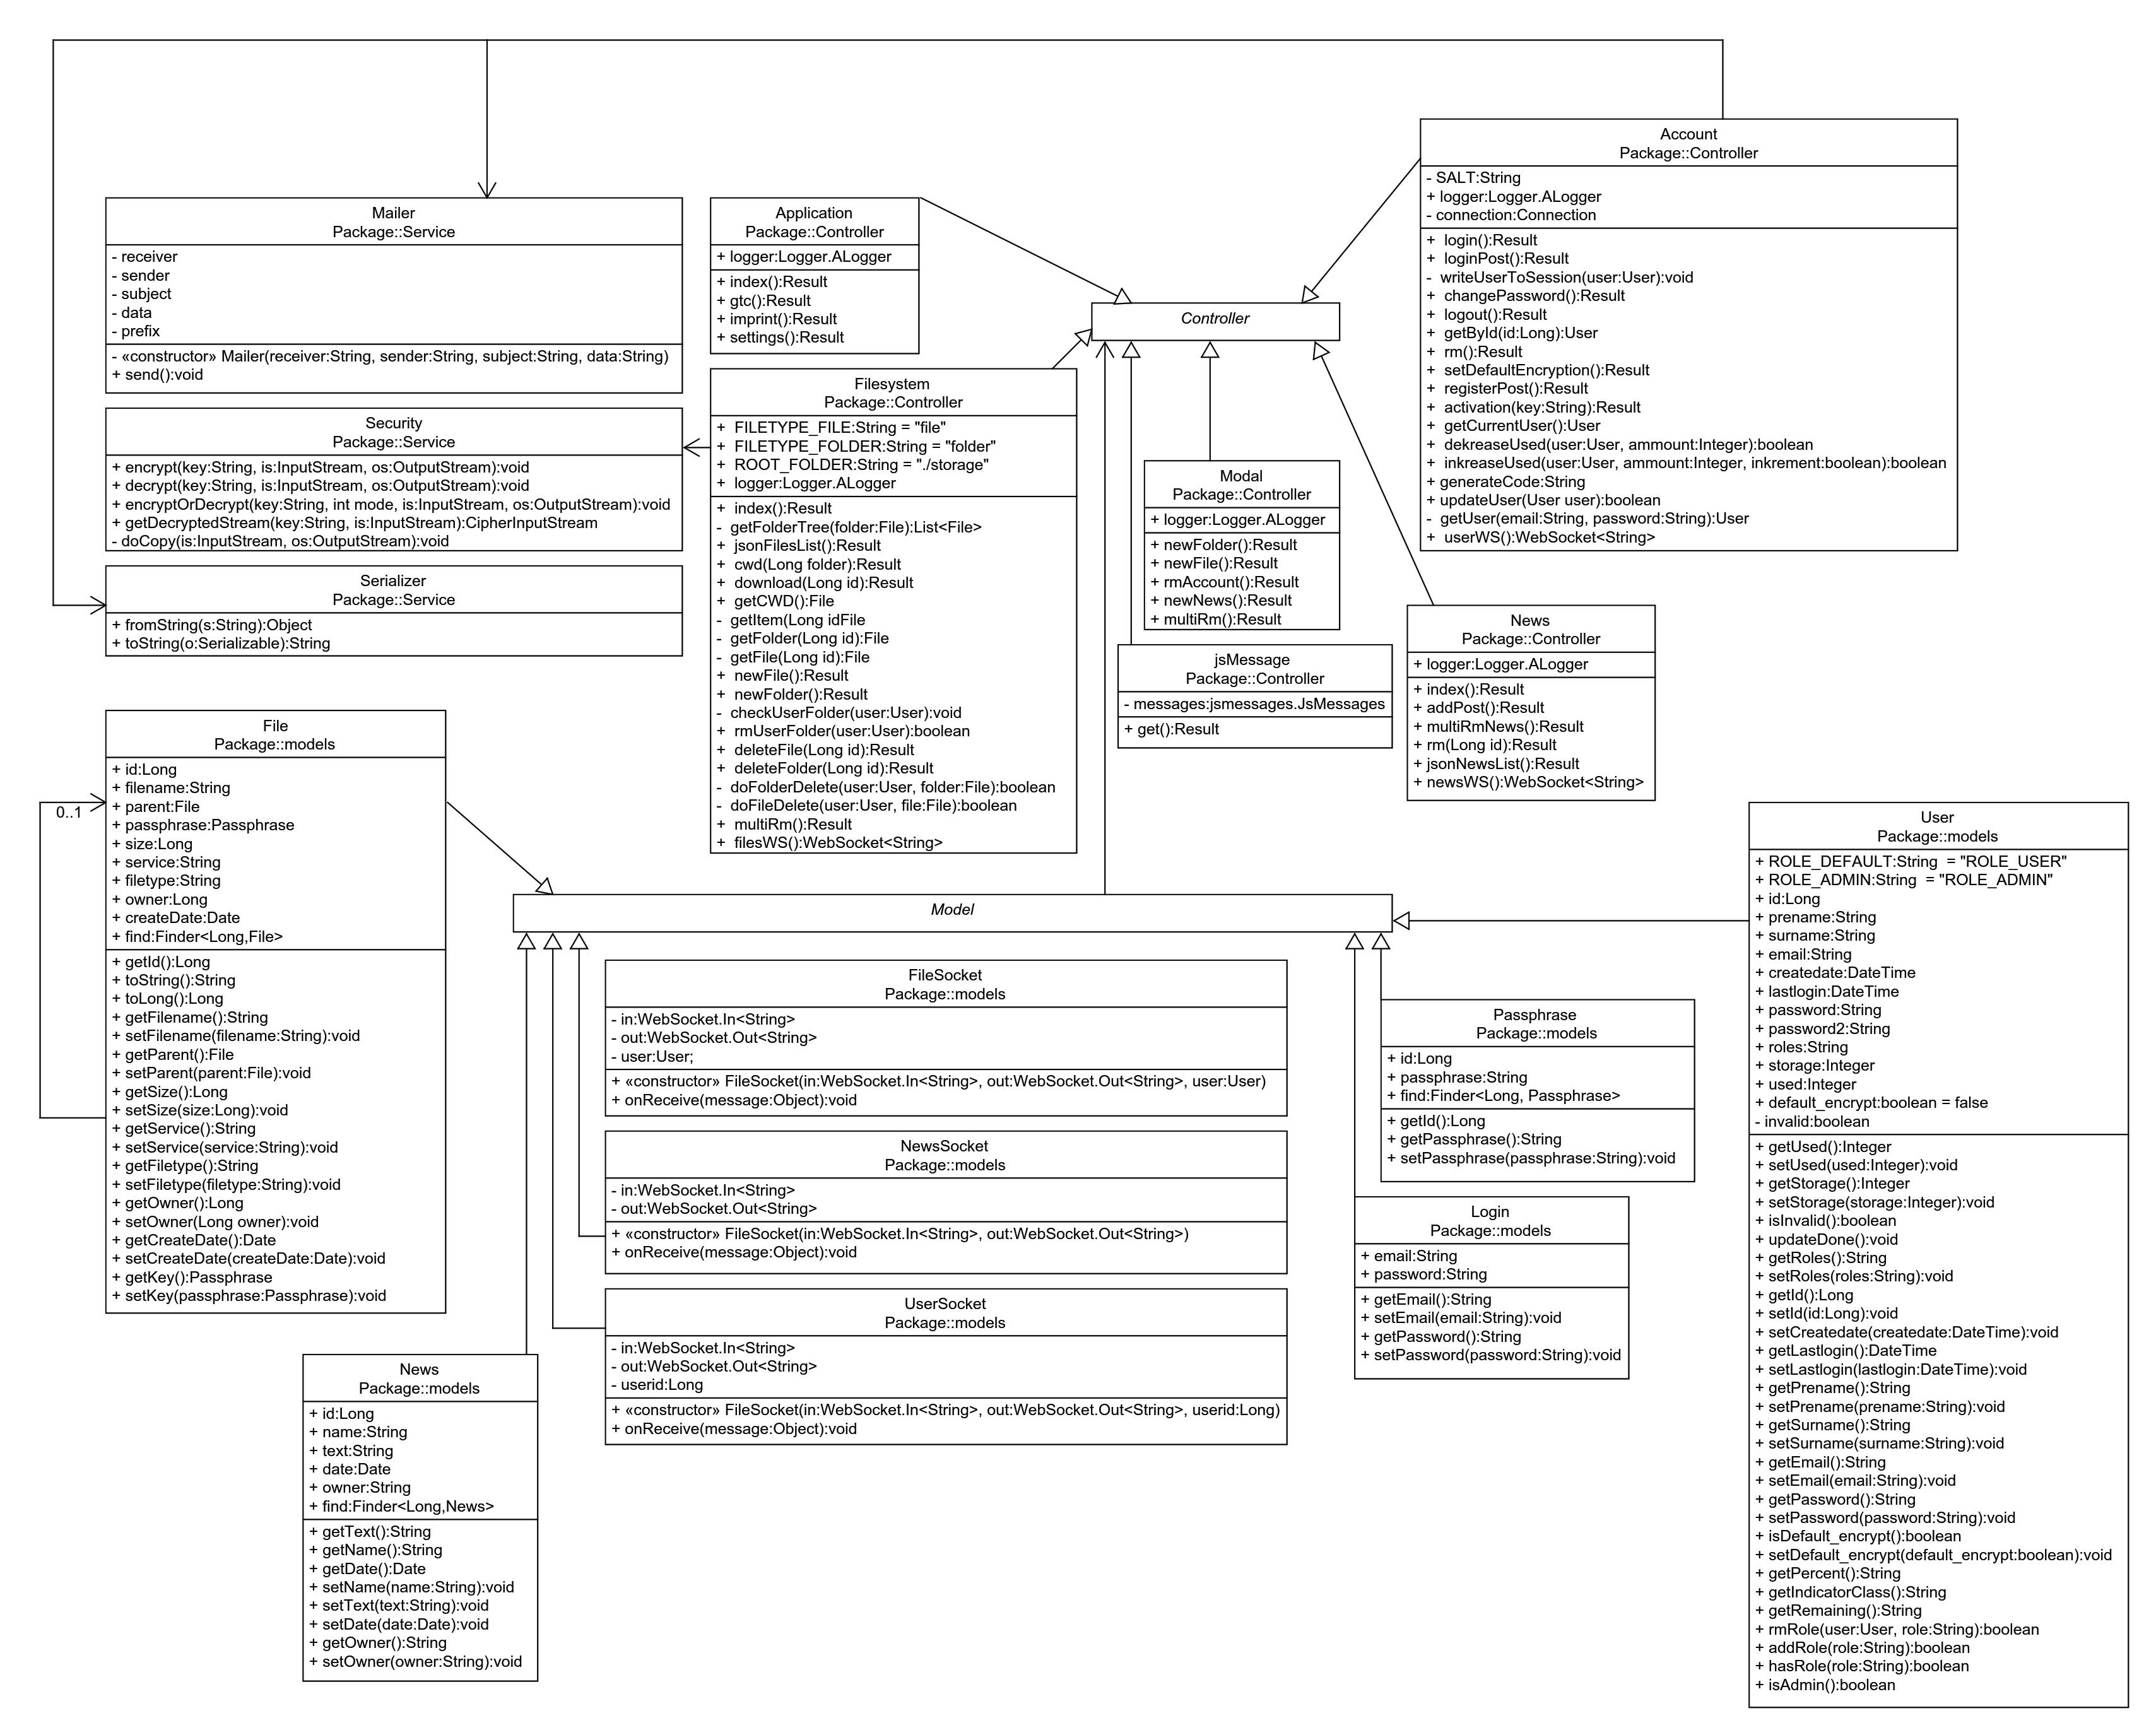 Account
Package::Controller
- SALT:String
+ logger:Logger.ALogger
- connection:Connection
+ login():Result
+ loginPost():Result
- writeUserToSession(user:User):void
+ changePassword():Result
+ logout():Result
+ getById(id:Long):User
+ rm():Result
+ setDefaultEncryption():Result
+ registerPost():Result
+ activation(key:String):Result
+ getCurrentUser():User
+ dekreaseUsed(user:User, ammount:Integer):boolean
+ inkreaseUsed(user:User, ammount:Integer, inkrement:boolean):boolean
+ generateCode:String
+ updateUser(User user):boolean
- getUser(email:String, password:String):User
+ userWS():WebSocket<String>
Mailer
Package::Service
- receiver
- sender
- subject
- data
- prefix
- «constructor» Mailer(receiver:String, sender:String, subject:String, data:String)
+ send():void
Application
Package::Controller
+ logger:Logger.ALogger
+ index():Result
+ gtc():Result
+ imprint():Result
+ settings():Result
Controller
Security
Package::Service
+ encrypt(key:String, is:InputStream, os:OutputStream):void
+ decrypt(key:String, is:InputStream, os:OutputStream):void
+ encryptOrDecrypt(key:String, int mode, is:InputStream, os:OutputStream):void
+ getDecryptedStream(key:String, is:InputStream):CipherInputStream
- doCopy(is:InputStream, os:OutputStream):void
Serializer
Package::Service
+ fromString(s:String):Object
+ toString(o:Serializable):String
Filesystem
Package::Controller
+ FILETYPE_FILE:String = "file"
+ FILETYPE_FOLDER:String = "folder"
+ ROOT_FOLDER:String = "./storage"
+ logger:Logger.ALogger
+ index():Result
- getFolderTree(folder:File):List<File>
+ jsonFilesList():Result
+ cwd(Long folder):Result
+ download(Long id):Result
+ getCWD():File
- getItem(Long idFile
- getFolder(Long id):File
- getFile(Long id):File
+ newFile():Result
+ newFolder():Result
- checkUserFolder(user:User):void
+ rmUserFolder(user:User):boolean
+ deleteFile(Long id):Result
+ deleteFolder(Long id):Result
- doFolderDelete(user:User, folder:File):boolean
- doFileDelete(user:User, file:File):boolean
+ multiRm():Result
+ filesWS():WebSocket<String>
Modal
Package::Controller
+ logger:Logger.ALogger
+ newFolder():Result
+ newFile():Result
+ rmAccount():Result
+ newNews():Result
+ multiRm():Result
jsMessage
Package::Controller
- messages:jsmessages.JsMessages
+ get():Result
News
Package::Controller
+ logger:Logger.ALogger
+ index():Result
+ addPost():Result
+ multiRmNews():Result
+ rm(Long id):Result
+ jsonNewsList():Result
+ newsWS():WebSocket<String>
File
Package::models
+ id:Long
+ filename:String
+ parent:File
+ passphrase:Passphrase
+ size:Long
+ service:String
+ filetype:String
+ owner:Long
+ createDate:Date
+ find:Finder<Long,File>
+ getId():Long
+ toString():String
+ toLong():Long
+ getFilename():String
+ setFilename(filename:String):void
+ getParent():File
+ setParent(parent:File):void
+ getSize():Long
+ setSize(size:Long):void
+ getService():String
+ setService(service:String):void
+ getFiletype():String
+ setFiletype(filetype:String):void
+ getOwner():Long
+ setOwner(Long owner):void
+ getCreateDate():Date
+ setCreateDate(createDate:Date):void
+ getKey():Passphrase
+ setKey(passphrase:Passphrase):void
0..1
Model
FileSocket
Package::models
- in:WebSocket.In<String>
- out:WebSocket.Out<String>
- user:User;
+ «constructor» FileSocket(in:WebSocket.In<String>, out:WebSocket.Out<String>, user:User)
+ onReceive(message:Object):void
NewsSocket
Package::models
- in:WebSocket.In<String>
- out:WebSocket.Out<String>
+ «constructor» FileSocket(in:WebSocket.In<String>, out:WebSocket.Out<String>)
+ onReceive(message:Object):void
UserSocket
Package::models
- in:WebSocket.In<String>
- out:WebSocket.Out<String>
- userid:Long
+ «constructor» FileSocket(in:WebSocket.In<String>, out:WebSocket.Out<String>, userid:Long)
+ onReceive(message:Object):void
News
Package::models
+ id:Long
+ name:String
+ text:String
+ date:Date
+ owner:String
+ find:Finder<Long,News>
+ getText():String
+ getName():String
+ getDate():Date
+ setName(name:String):void
+ setText(text:String):void
+ setDate(date:Date):void
+ getOwner():String
+ setOwner(owner:String):void
Passphrase
Package::models
+ id:Long
+ passphrase:String
+ find:Finder<Long, Passphrase>
+ getId():Long
+ getPassphrase():String
+ setPassphrase(passphrase:String):void
Login
Package::models
+ email:String
+ password:String
+ getEmail():String
+ setEmail(email:String):void
+ getPassword():String
+ setPassword(password:String):void
User
Package::models
+ ROLE_DEFAULT:String = "ROLE_USER"
+ ROLE_ADMIN:String = "ROLE_ADMIN"
+ id:Long
+ prename:String
+ surname:String
+ email:String
+ createdate:DateTime
+ lastlogin:DateTime
+ password:String
+ password2:String
+ roles:String
+ storage:Integer
+ used:Integer
+ default_encrypt:boolean = false
- invalid:boolean
+ getUsed():Integer
+ setUsed(used:Integer):void
+ getStorage():Integer
+ setStorage(storage:Integer):void
+ isInvalid():boolean
+ updateDone():void
+ getRoles():String
+ setRoles(roles:String):void
+ getId():Long
+ setId(id:Long):void
+ setCreatedate(createdate:DateTime):void
+ getLastlogin():DateTime
+ setLastlogin(lastlogin:DateTime):void
+ getPrename():String
+ setPrename(prename:String):void
+ getSurname():String
+ setSurname(surname:String):void
+ getEmail():String
+ setEmail(email:String):void
+ getPassword():String
+ setPassword(password:String):void
+ isDefault_encrypt():boolean
+ setDefault_encrypt(default_encrypt:boolean):void
+ getPercent():String
+ getIndicatorClass():String
+ getRemaining():String
+ rmRole(user:User, role:String):boolean
+ addRole(role:String):boolean
+ hasRole(role:String):boolean
+ isAdmin():boolean